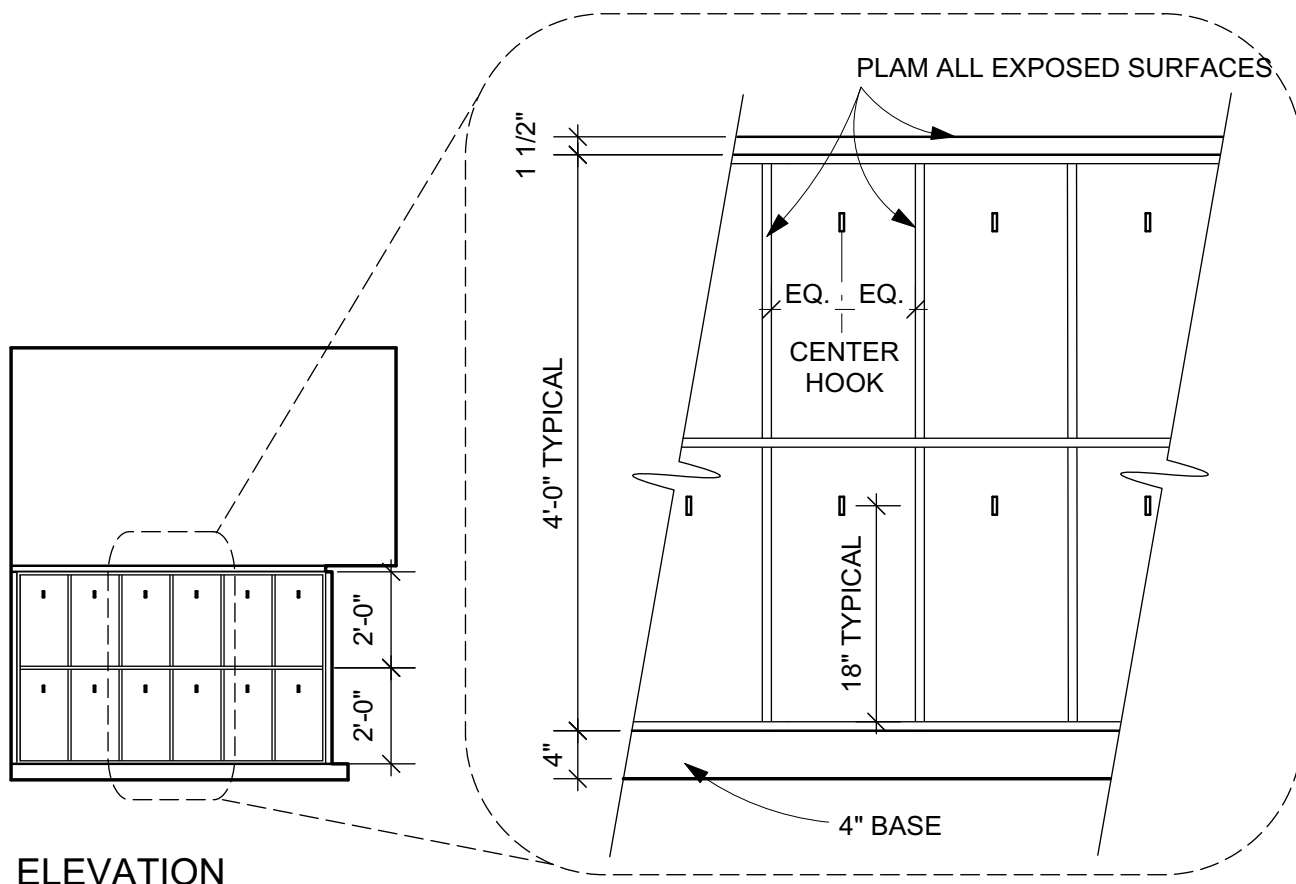 PLAM ALL EXPOSED SURFACES
1 1/2"
EQ.
EQ.
CENTER
HOOK
4'-0" TYPICAL
18" TYPICAL
2'-0"
2'-0"
4"
4" BASE
ELEVATION